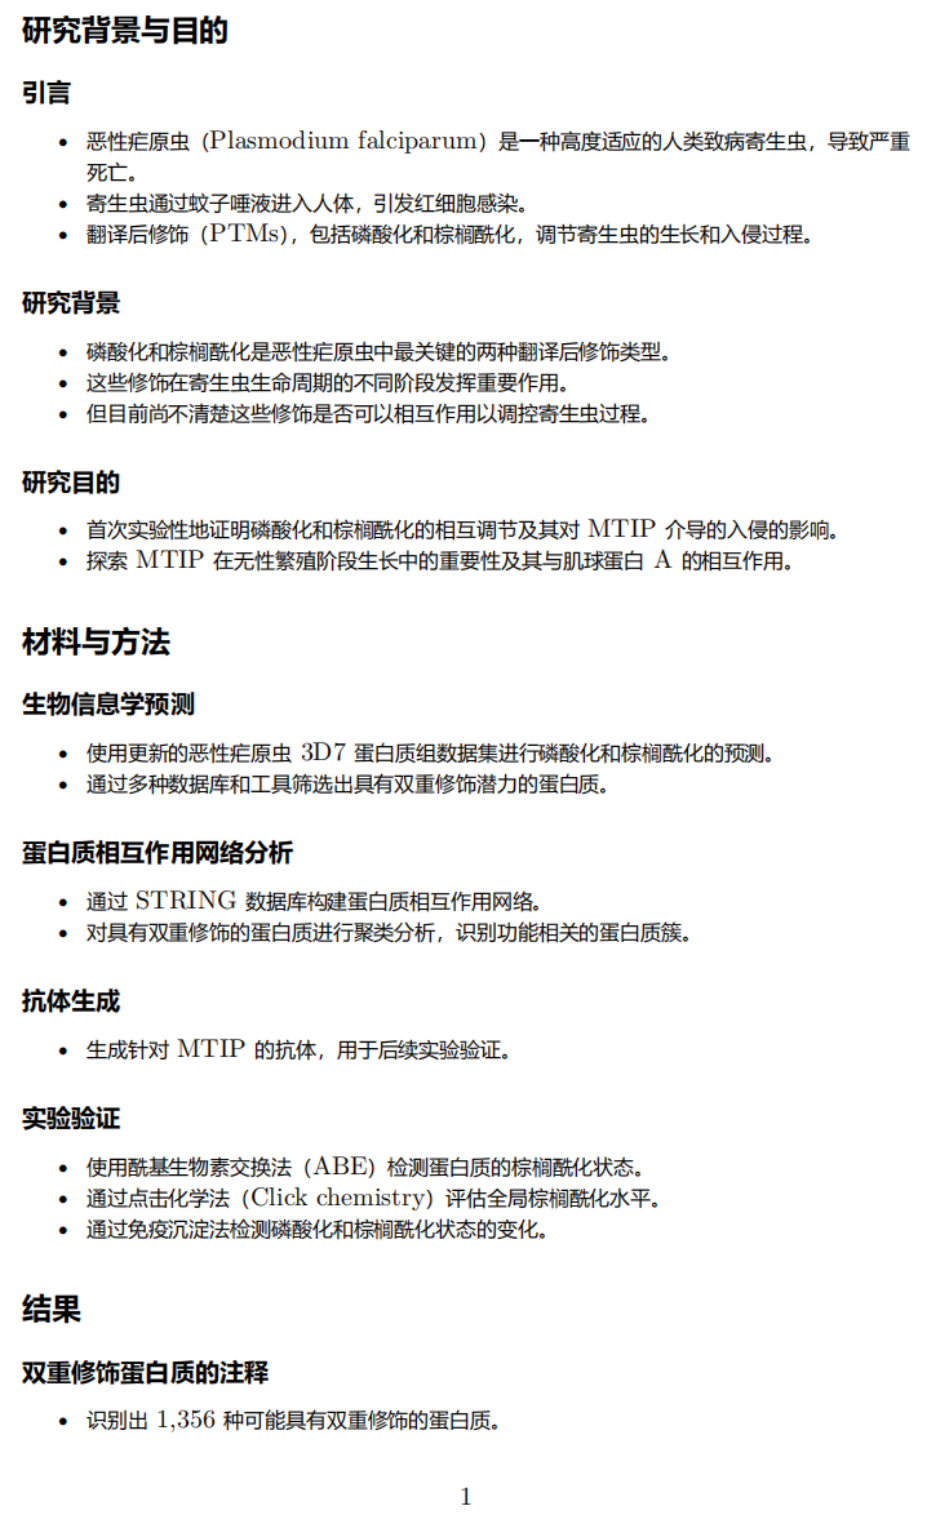 研究背景与目的
引言
• 恶性疟原虫（Plasmodium falciparum）是一种高度适应的人类致病寄生虫，导致严重
死亡。
• 寄生虫通过蚊子唾液进入人体，引发红细胞感染。
• 翻译后修饰（PTMs），包括磷酸化和棕榈酰化，调节寄生虫的生长和入侵过程。
研究背景
• 磷酸化和棕榈酰化是恶性疟原虫中最关键的两种翻译后修饰类型。
• 这些修饰在寄生虫生命周期的不同阶段发挥重要作用。
• 但目前尚不清楚这些修饰是否可以相互作用以调控寄生虫过程。
研究目的
• 首次实验性地证明磷酸化和棕榈酰化的相互调节及其对 MTIP 介导的入侵的影响。
• 探索 MTIP 在无性繁殖阶段生长中的重要性及其与肌球蛋白 A 的相互作用。
材料与方法
生物信息学预测
• 使用更新的恶性疟原虫 3D7 蛋白质组数据集进行磷酸化和棕榈酰化的预测。
• 通过多种数据库和工具筛选出具有双重修饰潜力的蛋白质。
蛋白质相互作用网络分析
• 通过 STRING 数据库构建蛋白质相互作用网络。
• 对具有双重修饰的蛋白质进行聚类分析，识别功能相关的蛋白质簇。
抗体生成
• 生成针对 MTIP 的抗体，用于后续实验验证。
实验验证
• 使用酰基生物素交换法（ABE）检测蛋白质的棕榈酰化状态。
• 通过点击化学法（Click chemistry）评估全局棕榈酰化水平。
• 通过免疫沉淀法检测磷酸化和棕榈酰化状态的变化。
结果
双重修饰蛋白质的注释
• 识别出 1,356 种可能具有双重修饰的蛋白质。
1